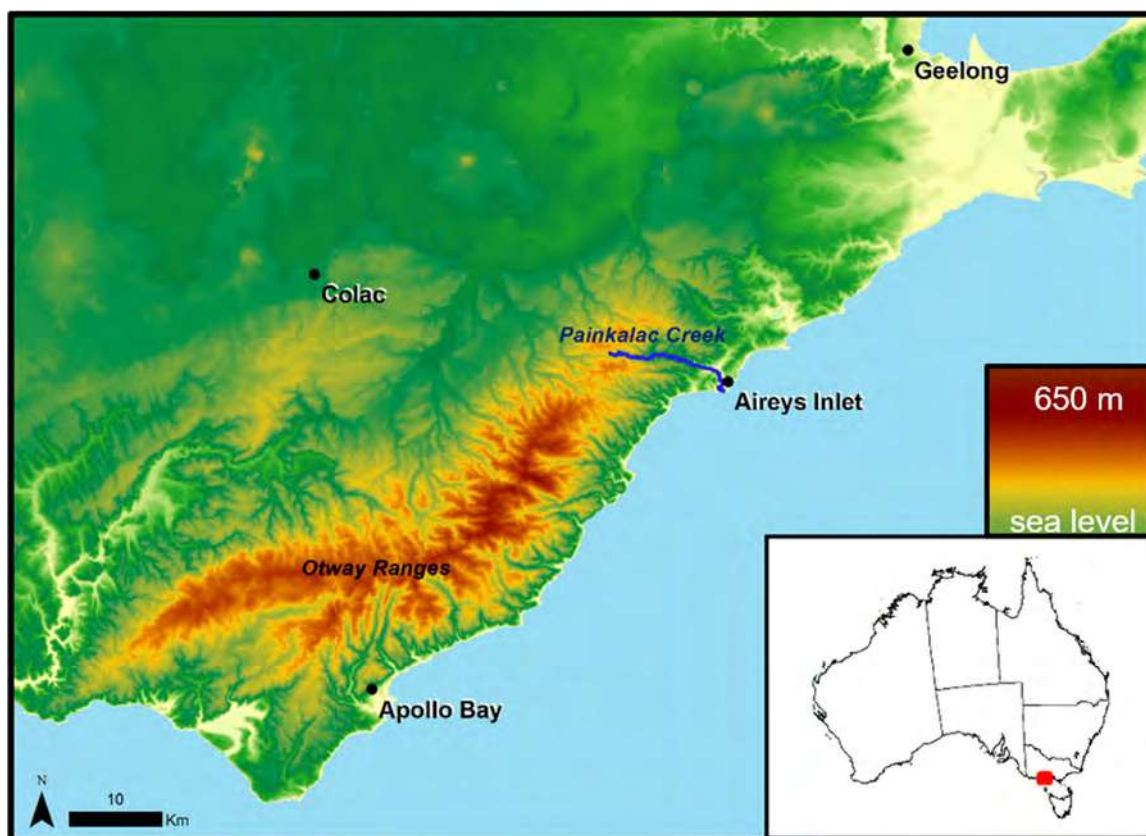 Geelong
Colac
Painkalac Creek
Aireys Inlet
650 m
sea level
Otway Ranges
Apollo Bay
N
10
Km